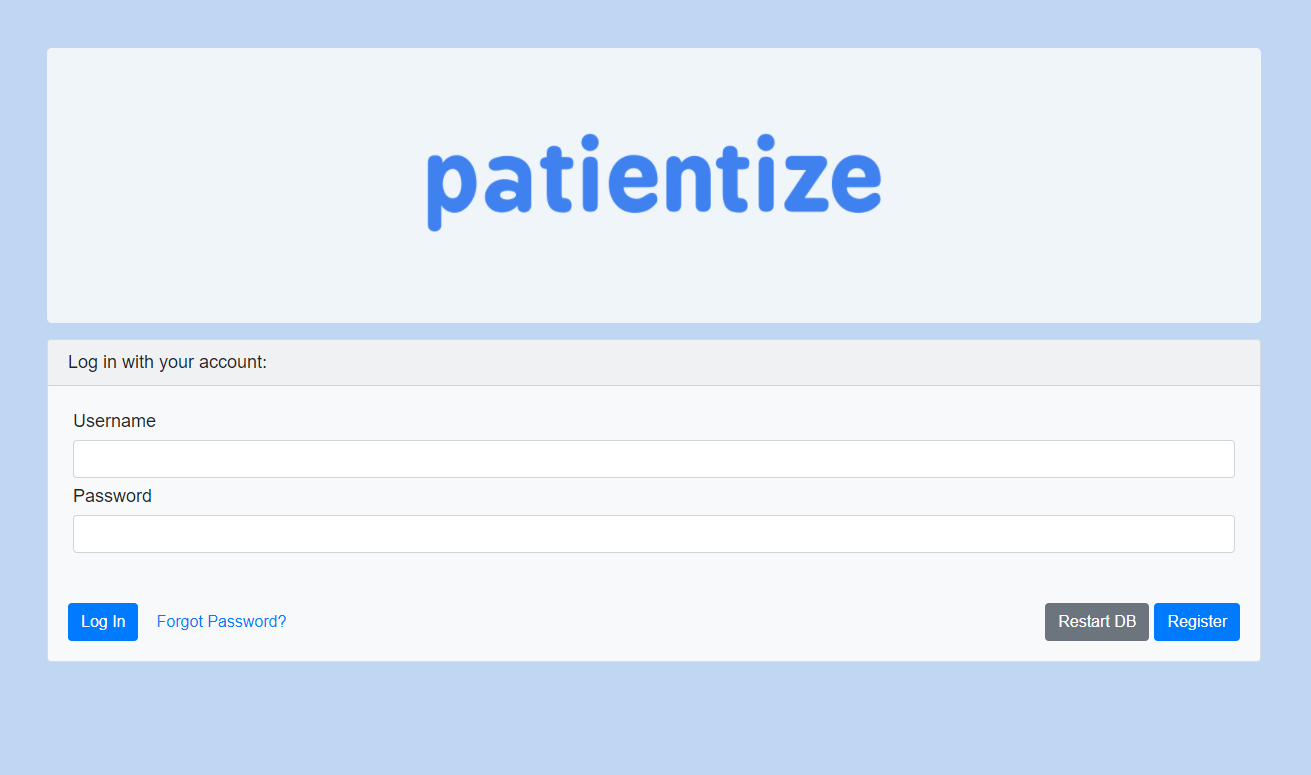 patientize
Log in with your account:
Username
Password
Log In Forgot Password? Restart DB Register